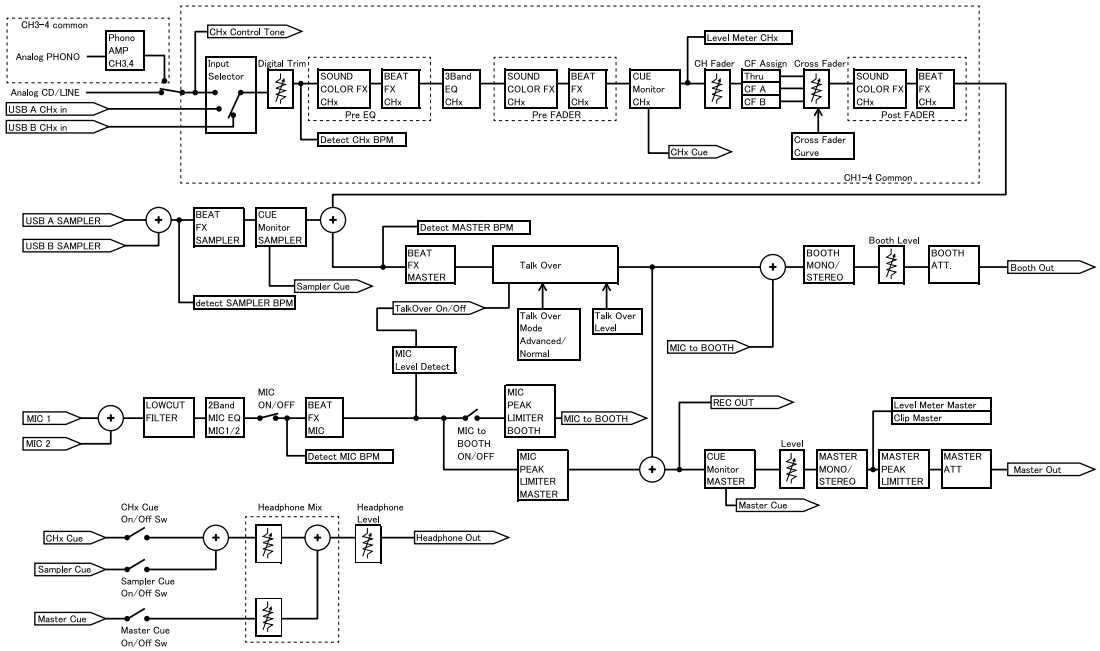 CH3-4 common
Analog PHONO
Phono
AMP
CH3,4
Analog CD/LINE
USB A CHx in
USB B CHx in
CHx Control Tone
Input
Selector
Digital Trim
SOUND
COLOR FX
CHx
BEAT
FX
CHx
Pre EQ
Detect CHx BPM
3Band
EQ
CHx
SOUND
COLOR FX
CHx
BEAT
FX
CHx
Pre FADER
CUE
Monitor
CHx
Level Meter CHx
CHx Cue
CH Fader
CF Assign
Thru
CF A
CF B
Cross Fader
Cross Fader
Curve
SOUND
COLOR FX
CHx
BEAT
FX
CHx
Post FADER
CH1-4 Common
USB A SAMPLER
USB B SAMPLER
BEAT
FX
SAMPLER
CUE
Monitor
SAMPLER
Sampler Cue
detect SAMPLER BPM
Detect MASTER BPM
BEAT
FX
MASTER
Talk Over
TalkOver On/Off
Talk Over
Mode
Advanced/
Normal
Talk Over
Level
BOOTH
MONO/
STEREO
Booth Level
BOOTH
ATT.
Booth Out
MIC to BOOTH
MIC
Level Detect
MIC 1
MIC 2
LOWCUT
FILTER
2Band
MIC EQ
MIC1/2
MIC
ON/OFF
BEAT
FX
MIC
Detect MIC BPM
MIC to
BOOTH
ON/OFF
MIC
PEAK
LIMITER
BOOTH
MIC to BOOTH
MIC
PEAK
LIMITER
MASTER
REC OUT
CUE
Monitor
MASTER
Master Cue
Level
MASTER
MONO/
STEREO
Level Meter Master
Clip Master
MASTER
PEAK
LIMITTER
MASTER
ATT
Master Out
CHx Cue
On/Off Sw
CHx Cue
Sampler Cue
Sampler Cue
On/Off Sw
Master Cue
Master Cue
On/Off Sw
Headphone Mix
Headphone
Level
Headphone Out